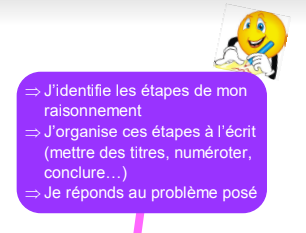 ⇒ J'identifie les étapes de mon
raisonnement
⇒ J'organise ces étapes à l'écrit
(mettre des titres, numéroter,
conclure…)
⇒ Je réponds au problème posé